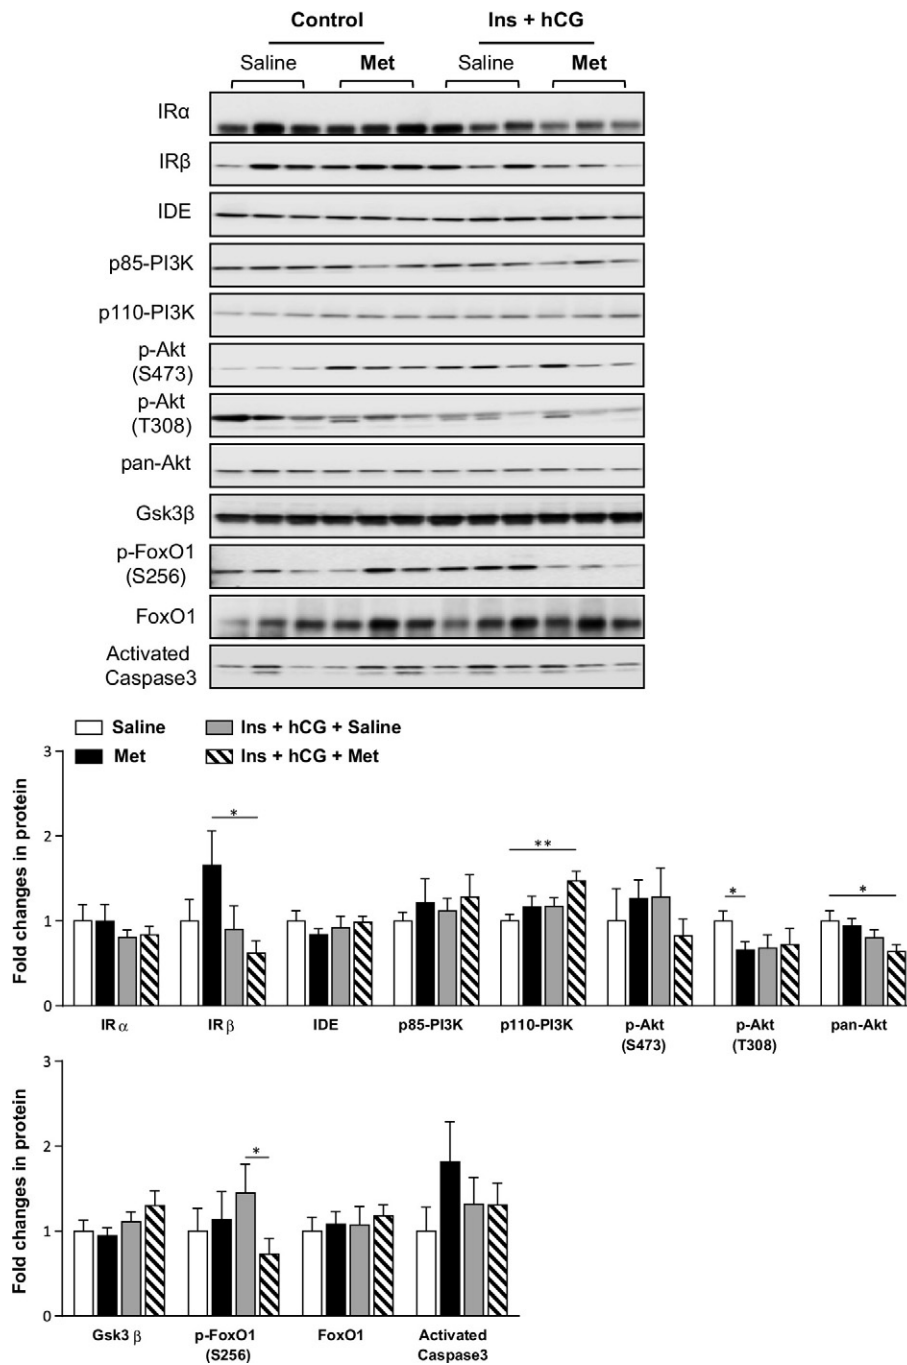 Control Ins + hCG
Saline Met Saline Met
IRα
IRβ
IDE
p85-PI3K
p110-PI3K
p-Akt
(S473)
p-Akt
(T308)
pan-Akt
Gsk3β
p-FoxO1
(S256)
FoxO1
Activated
Caspase3
Saline Ins + hCG + Saline
Met Ins + hCG + Met
Fold changes in protein
3
2
1
0
*
**
*
*
IR α IR β IDE p85-PI3K p110-PI3K p-Akt p-Akt pan-Akt
(S473) (T308)
Fold changes in protein
3
2
1
0
*
Gsk3 β p-FoxO1 FoxO1 Activated
(S256) Caspase3